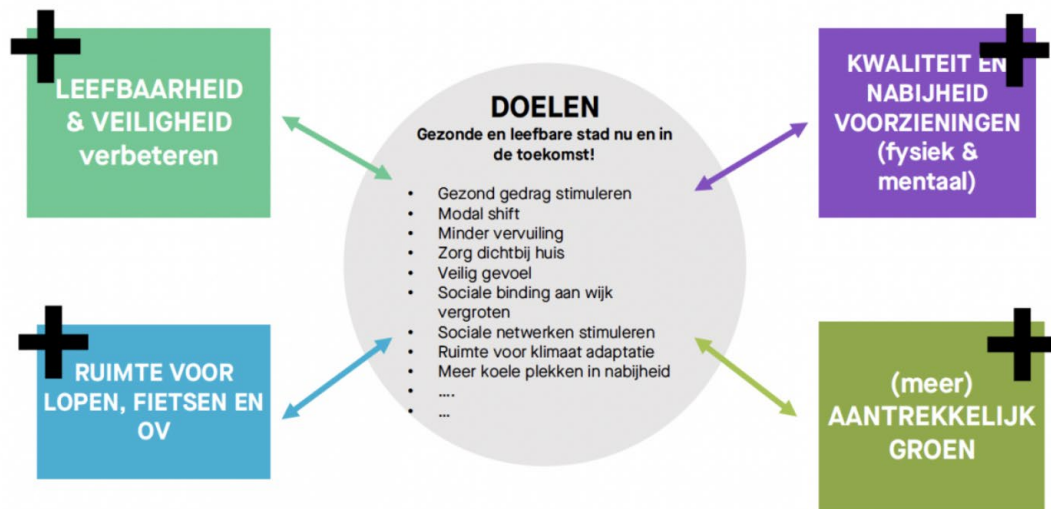 LEEFBAARHEID
& VEILIGHEID
verbeteren
KWALITEIT EN
NABIJHEID
VOORZIENINGEN
(fysiek &
mentaal)
DOELEN
Gezonde en leefbare stad nu en in
de toekomst!
• Gezond gedrag stimuleren
• Modal shift
• Minder vervuiling
• Zorg dichtbij huis
• Veilig gevoel
• Sociale binding aan wijk
vergroten
• Sociale netwerken stimuleren
• Ruimte voor klimaat adaptatie
• Meer koele plekken in nabijheid
• ....
• ...
RUIMTE VOOR
LOPEN, FIETSEN EN
OV
(meer)
AANTREKKELIJK
GROEN